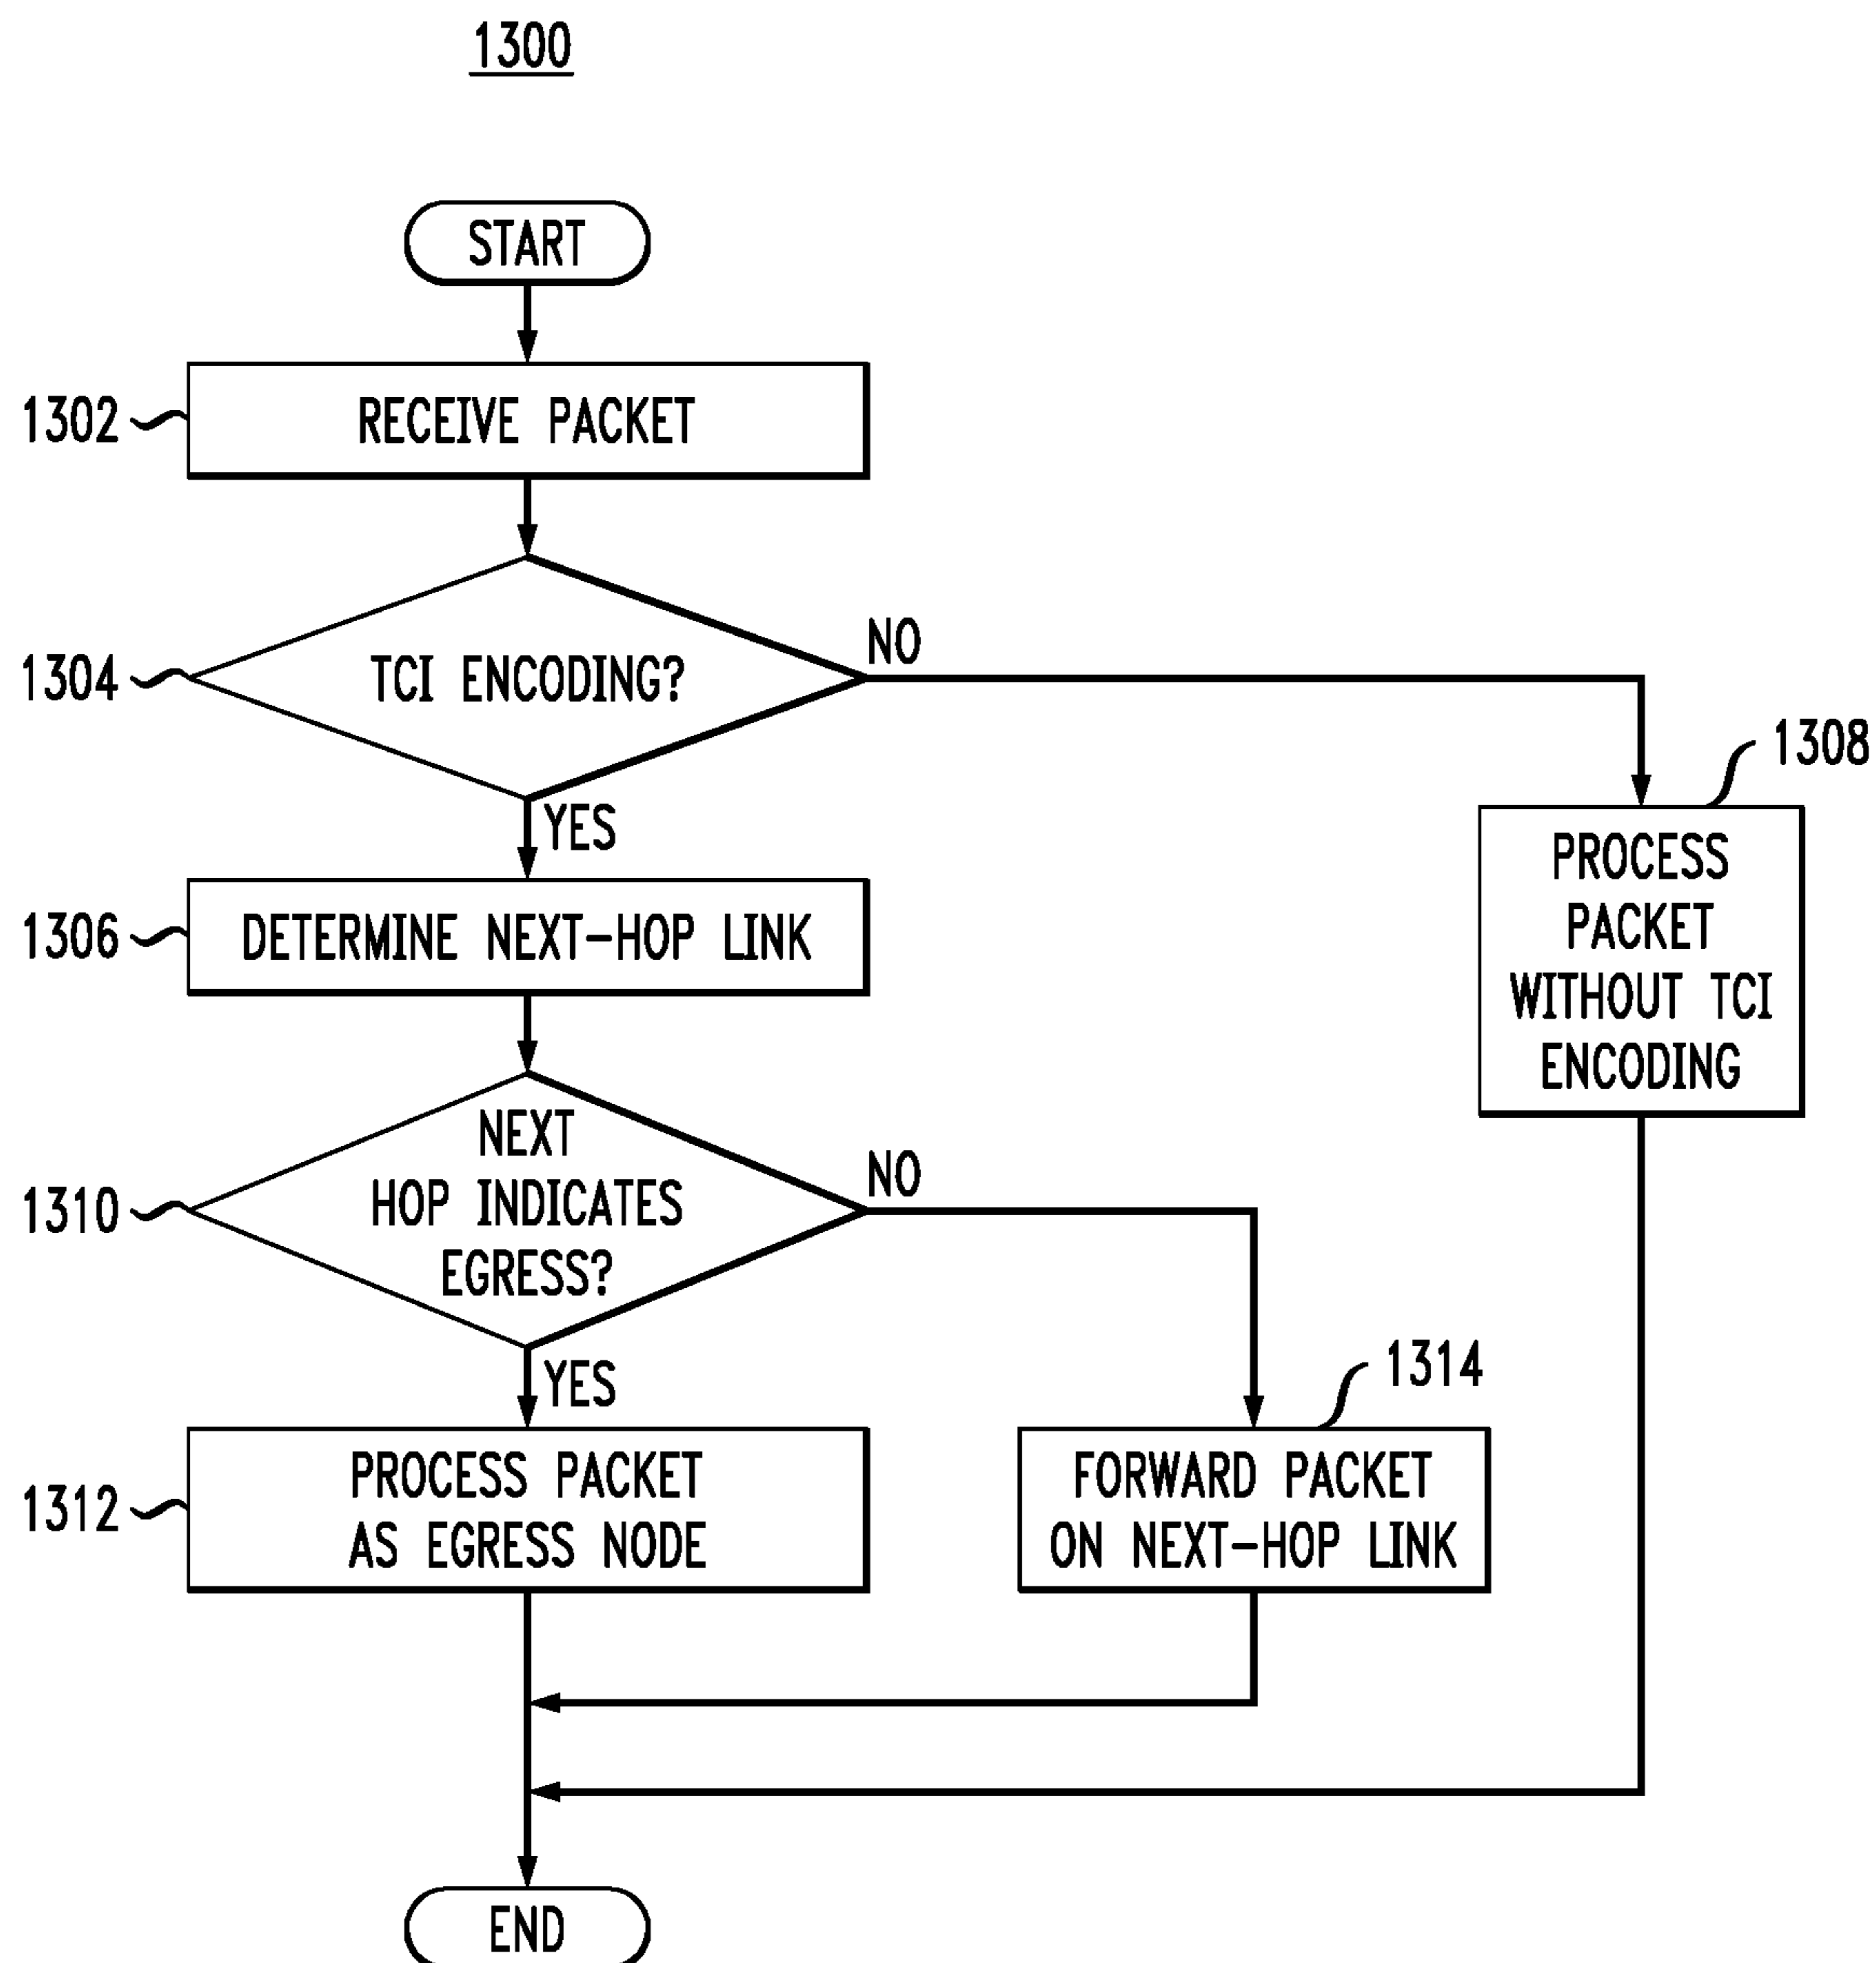 1300
START
1302
RECEIVE PACKET
1304
TCI ENCODING?
NO
YES
1308
PROCESS
PACKET
WITHOUT TCI
ENCODING
1306
DETERMINE NEXT-HOP LINK
1310
NEXT
HOP INDICATES
EGRESS?
NO
YES
1312
PROCESS PACKET
AS EGRESS NODE
1314
FORWARD PACKET
ON NEXT-HOP LINK
END